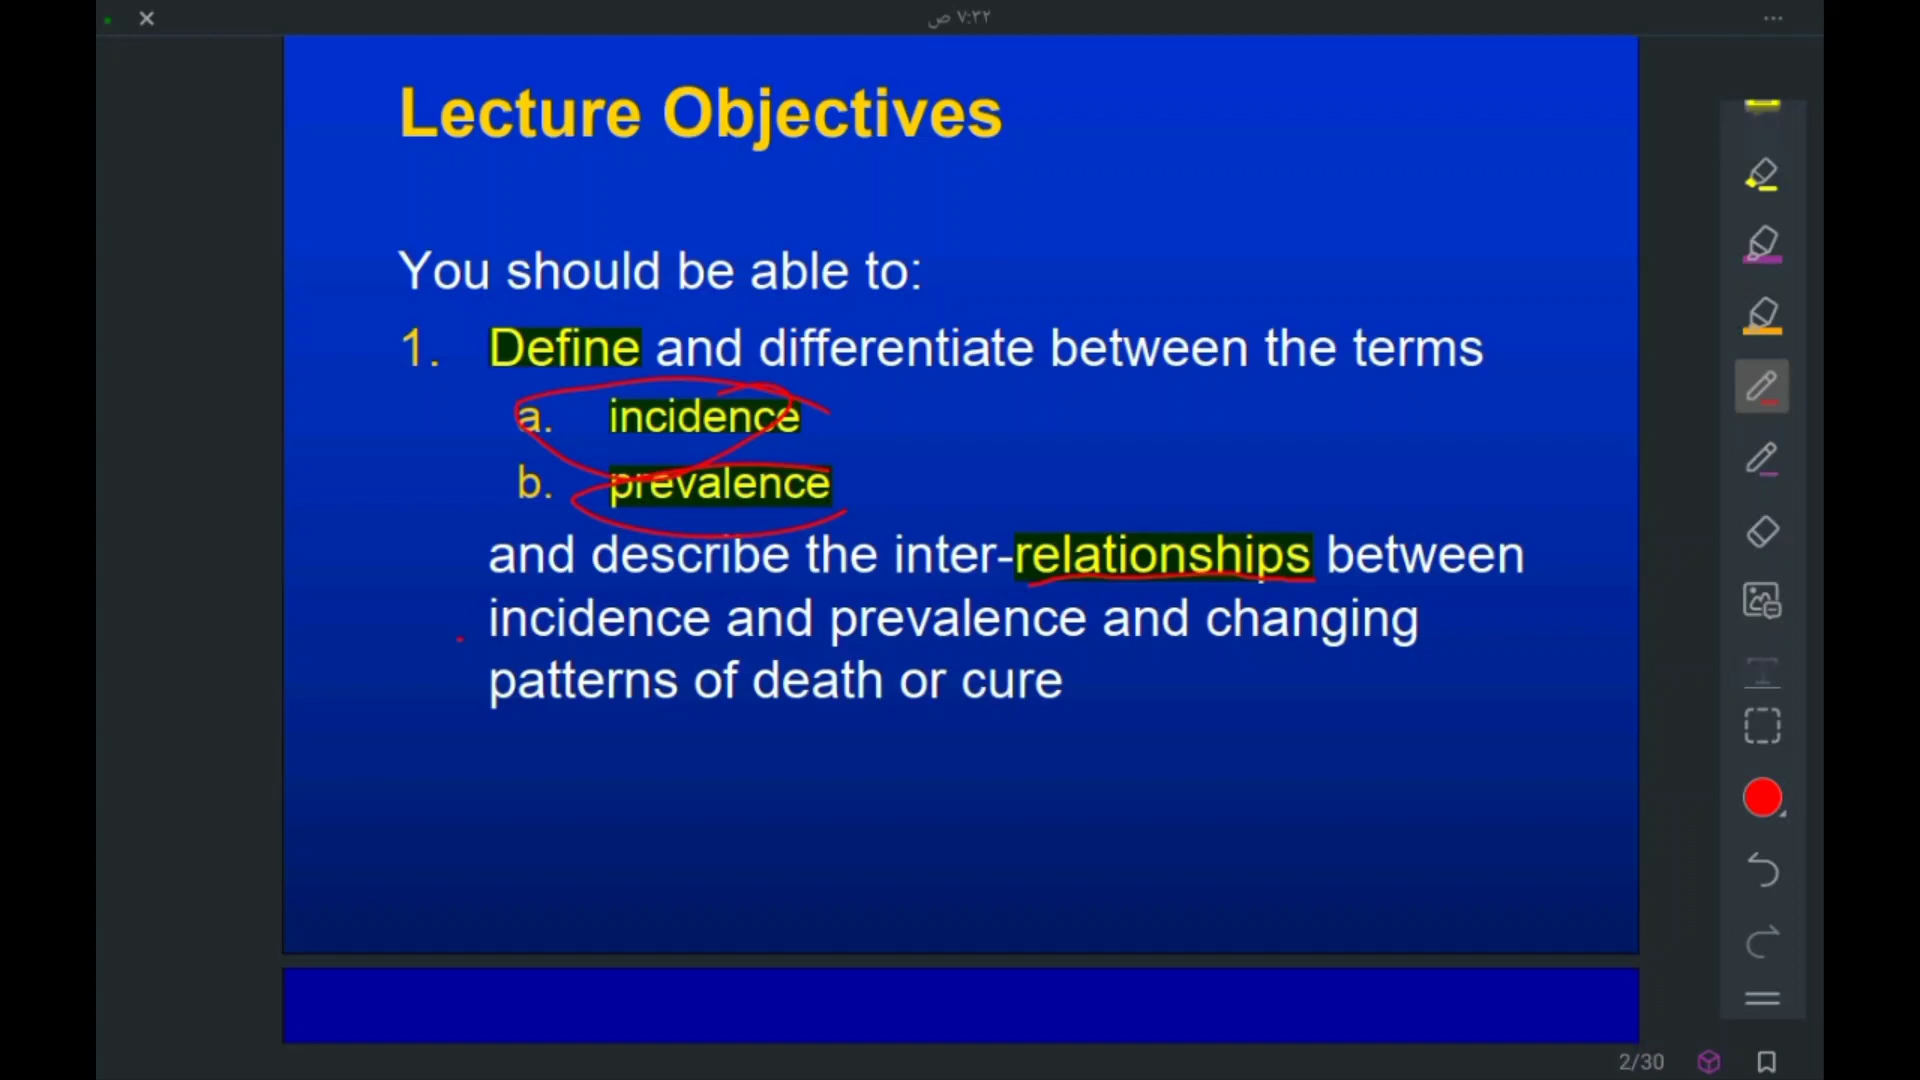 ٧:٣٢ ص
Lecture Objectives
You should be able to:
1. Define and differentiate between the terms
a. incidence
b. prevalence
and describe the inter-relationships between
incidence and prevalence and changing
patterns of death or cure
2/30